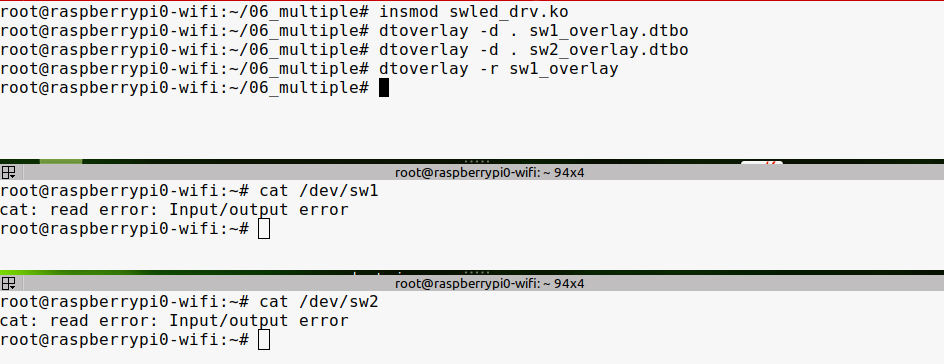 root@raspberrypi0-wifi:~/06_multiple# insmod swled_drv.ko
root@raspberrypi0-wifi:~/06_multiple# dtoverlay -d . sw1_overlay.dtbo
root@raspberrypi0-wifi:~/06_multiple# dtoverlay -d . sw2_overlay.dtbo
root@raspberrypi0-wifi:~/06_multiple# dtoverlay -r sw1_overlay
root@raspberrypi0-wifi:~/06_multiple#
root@raspberrypi0-wifi: ~ 94x4
root@raspberrypi0-wifi:~# cat /dev/sw1
cat: read error: Input/output error
root@raspberrypi0-wifi:~#
root@raspberrypi0-wifi: ~ 94x4
root@raspberrypi0-wifi:~# cat /dev/sw2
cat: read error: Input/output error
root@raspberrypi0-wifi:~#